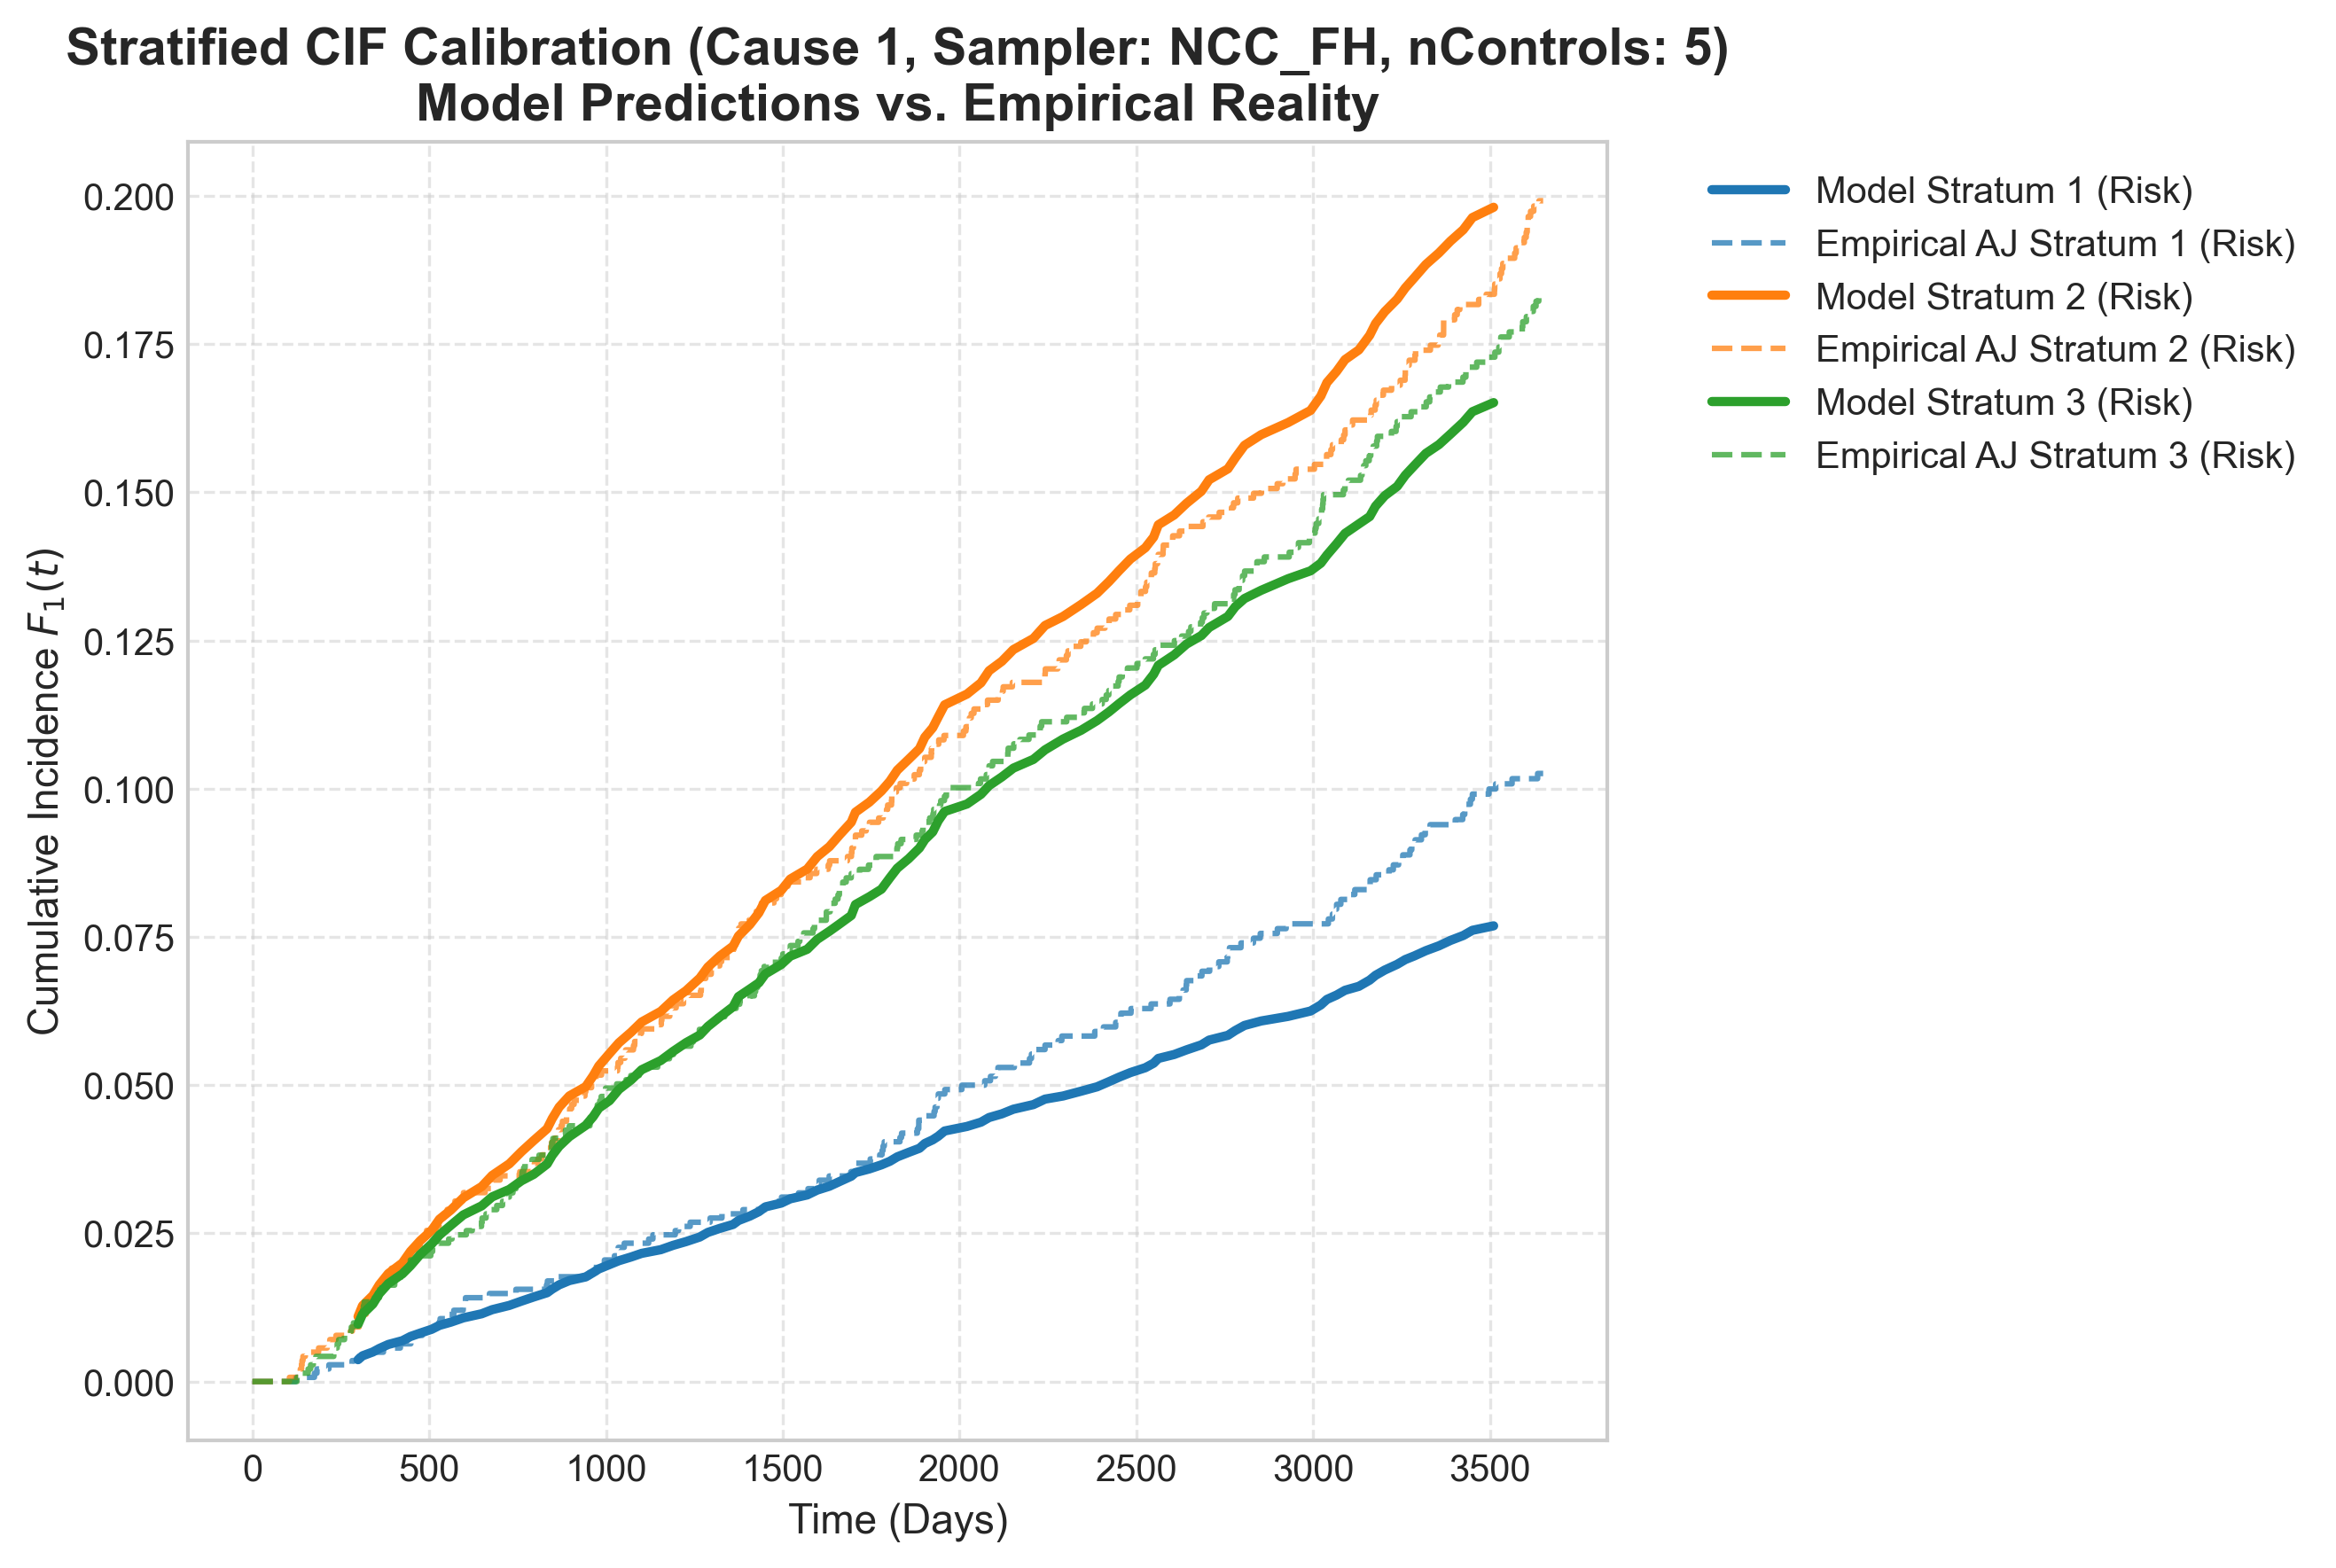 Stratified CIF Calibration (Cause 1, Sampler: NCC_FH, nControls: 5)
Model Predictions vs. Empirical Reality
Cumulative Incidence F₁(t)
0.200
0.175
0.150
0.125
0.100
0.075
0.050
0.025
0.000
0 500 1000 1500 2000 2500 3000 3500
Time (Days)
Model Stratum 1 (Risk)
Empirical AJ Stratum 1 (Risk)
Model Stratum 2 (Risk)
Empirical AJ Stratum 2 (Risk)
Model Stratum 3 (Risk)
Empirical AJ Stratum 3 (Risk)